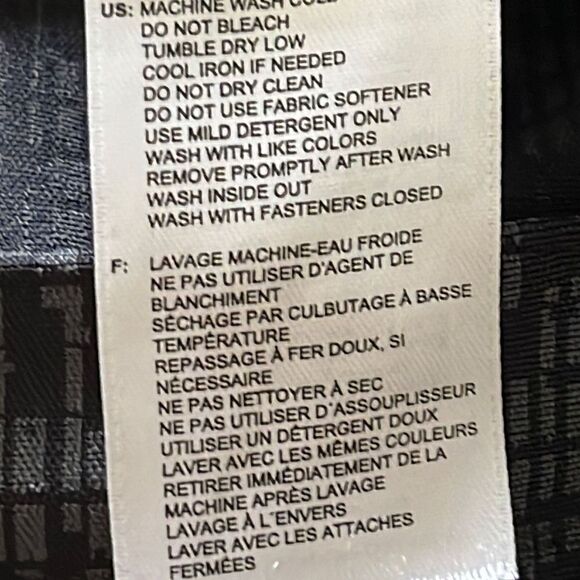 US: MACHINE WASH COLD
DO NOT BLEACH
TUMBLE DRY LOW
COOL IRON IF NEEDED
DO NOT DRY CLEAN
DO NOT USE FABRIC SOFTENER
USE MILD DETERGENT ONLY
WASH WITH LIKE COLORS
REMOVE PROMPTLY AFTER WASH
WASH INSIDE OUT
WASH WITH FASTENERS CLOSED
F: LAVAGE MACHINE-EAU FROIDE
NE PAS UTILISER D'AGENT DE
BLANCHIMENT
SÉCHAGE PAR CULBUTAGE À BASSE
TEMPÉRATURE
REPASSAGE À FER DOUX, SI
NÉCESSAIRE
NE PAS NETTOYER À SEC
NE PAS UTILISER D'ASSOUPLISSEUR
UTILISER UN DÉTERGENT DOUX
LAVER AVEC LES MÊMES COULEURS
RETIRER IMMÉDIATEMENT DE LA
MACHINE APRÈS LAVAGE
LAVAGE À L'ENVERS
LAVER AVEC LES ATTACHES
FERMÉES